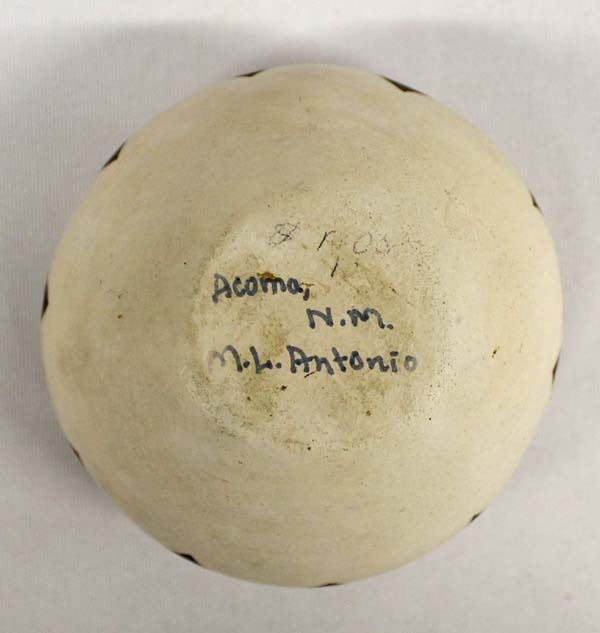 Acoma,
N.M.
M.L. Antonio